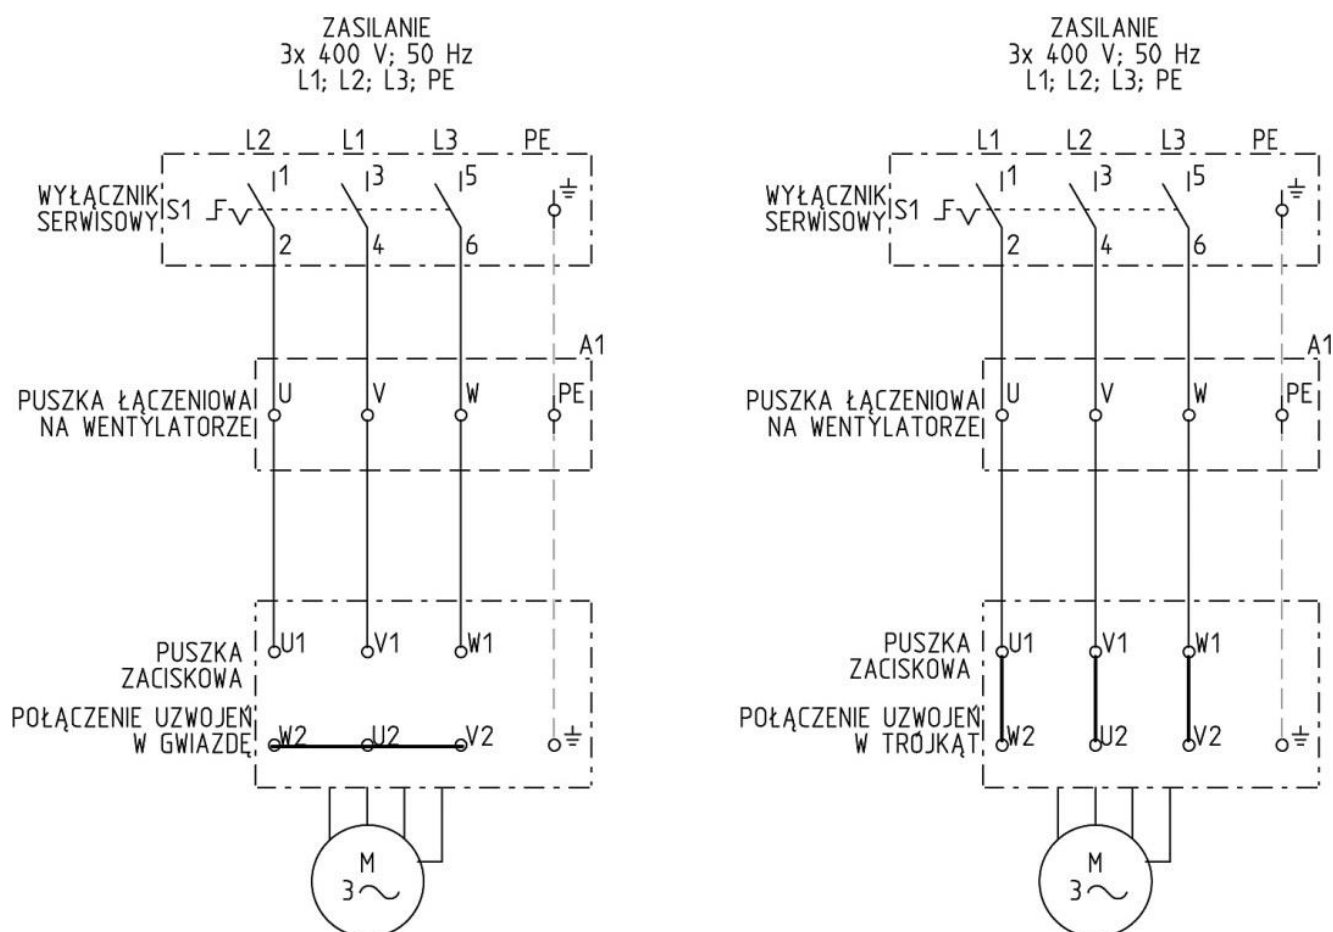 ZASILANIE
3x 400 V; 50 Hz
L1; L2; L3; PE
L2 L1 L3 PE
1 3 5
WYŁĄCZNIK
SERWISOWY
S1
2 4 6
A1
U V W PE
PUSZKA ŁĄCZENIOWA
NA WENTYLATORZE
U1 V1 W1
PUSZKA
ZACISKOWA
POŁĄCZENIE UZWOJEŃ
W GWIAZDĘ
W2 U2 V2
M
3
ZASILANIE
3x 400 V; 50 Hz
L1; L2; L3; PE
L1 L2 L3 PE
1 3 5
WYŁĄCZNIK
SERWISOWY
S1
2 4 6
A1
U V W PE
PUSZKA ŁĄCZENIOWA
NA WENTYLATORZE
U1 V1 W1
PUSZKA
ZACISKOWA
POŁĄCZENIE UZWOJEŃ
W TRÓJKĄT
W2 U2 V2
M
3